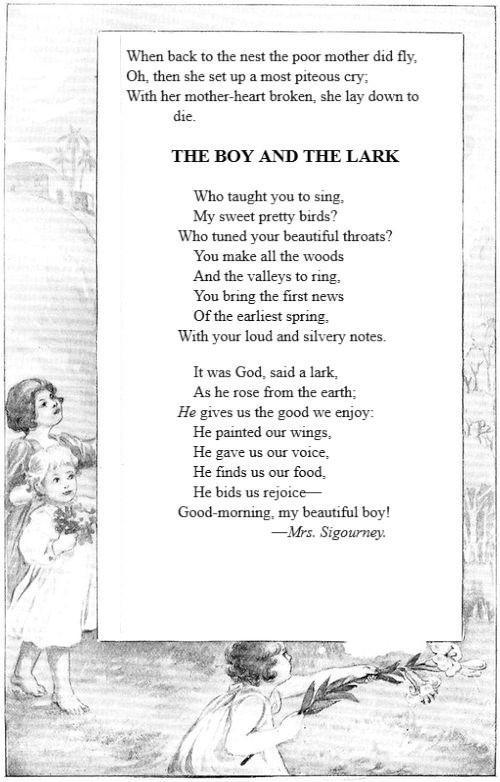 When back to the nest the poor mother did fly,
Oh, then she set up a most piteous cry;
With her mother-heart broken, she lay down to
die.
THE BOY AND THE LARK
Who taught you to sing,
My sweet pretty birds?
Who tuned your beautiful throats?
You make all the woods
And the valleys to ring,
You bring the first news
Of the earliest spring,
With your loud and silvery notes.
It was God, said a lark,
As he rose from the earth;
He gives us the good we enjoy:
He painted our wings,
He gave us our voice,
He finds us our food,
He bids us rejoice—
Good-morning, my beautiful boy!
—Mrs. Sigourney.